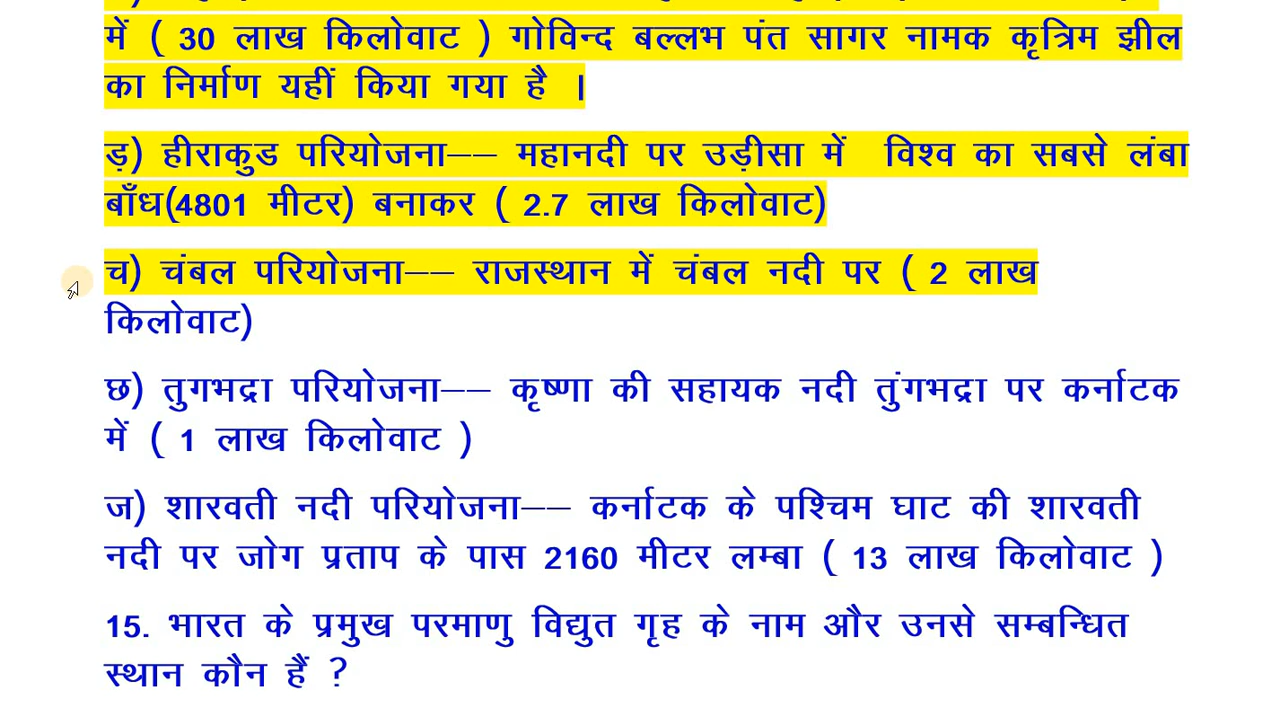 में ( 30 लाख किलोवाट ) गोविन्द बल्लभ पंत सागर नामक कृत्रिम झील
का निर्माण यहीं किया गया है ।
ड़) हीराकुड परियोजना–– महानदी पर उड़ीसा में विश्व का सबसे लंबा
बाँध(4801 मीटर) बनाकर ( 2.7 लाख किलोवाट)
च) चंबल परियोजना–– राजस्थान में चंबल नदी पर ( 2 लाख
किलोवाट)
छ) तुगभद्रा परियोजना–– कृष्णा की सहायक नदी तुंगभद्रा पर कर्नाटक
में ( 1 लाख किलोवाट )
ज) शारवती नदी परियोजना–– कर्नाटक के पश्चिम घाट की शारवती
नदी पर जोग प्रताप के पास 2160 मीटर लम्बा ( 13 लाख किलोवाट )
15. भारत के प्रमुख परमाणु विद्युत गृह के नाम और उनसे सम्बन्धित
स्थान कौन हैं ?